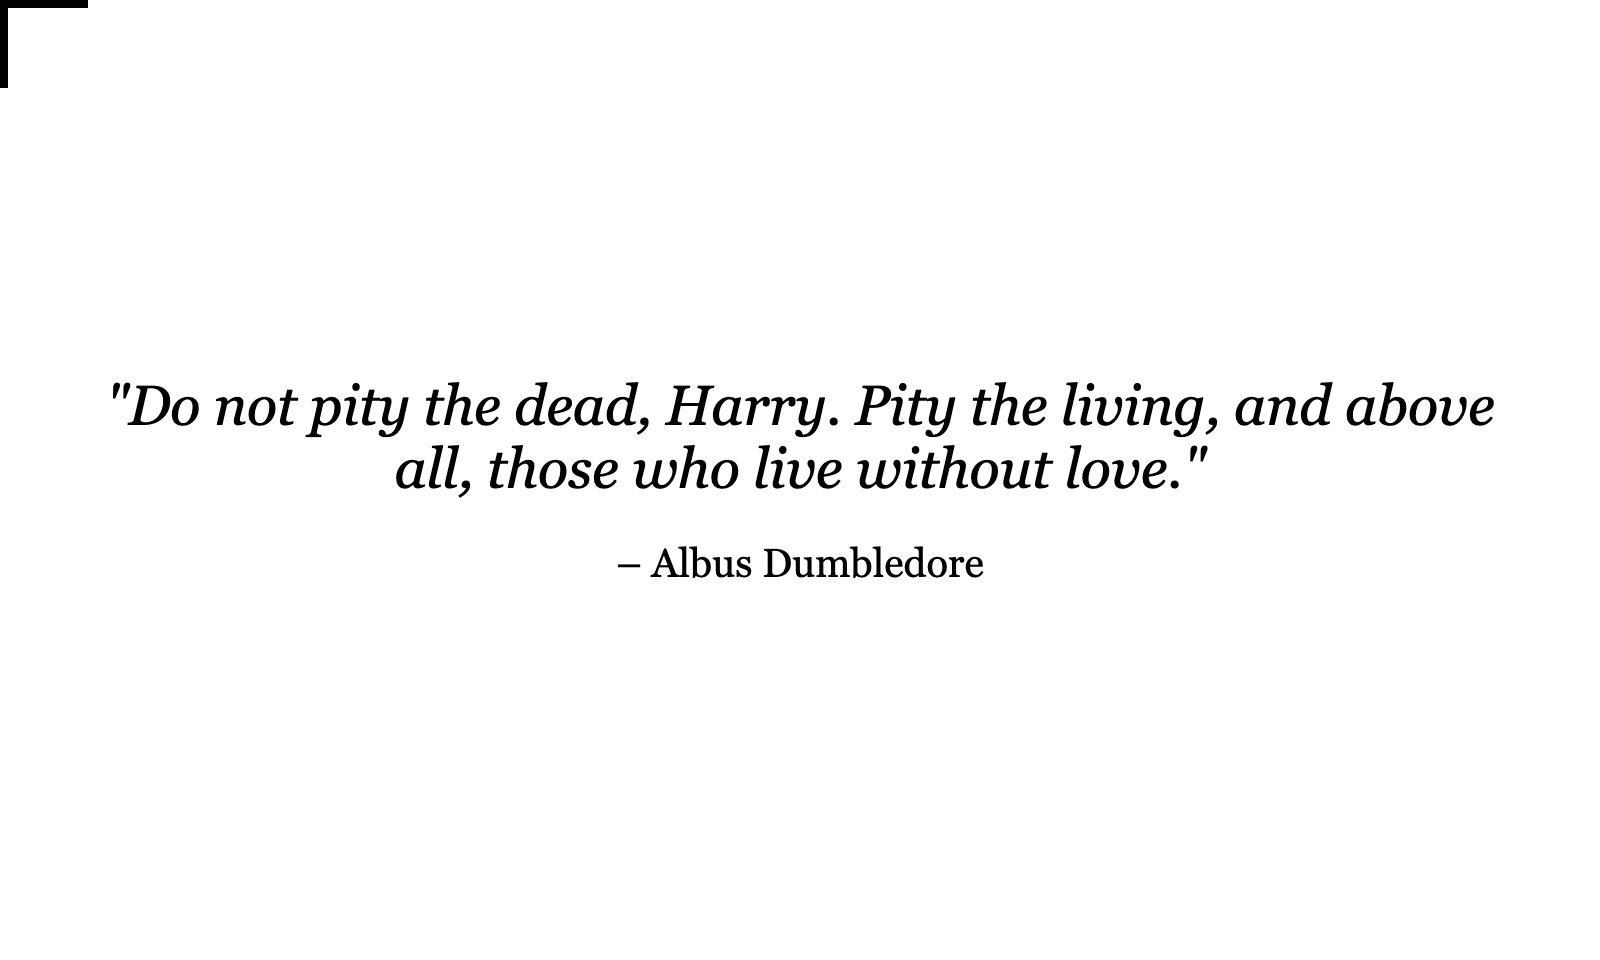 "Do not pity the dead, Harry. Pity the living, and above
all, those who live without love."
– Albus Dumbledore